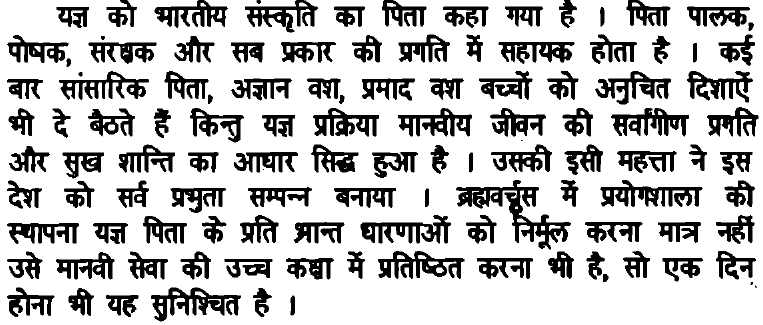 यज्ञ को भारतीय संस्कृति का पिता कहा गया है । पिता पालक,
पोषक, संरक्षक और सब प्रकार की प्रगति में सहायक होता है । कई
बार सांसारिक पिता, अज्ञान वश, प्रमाद वश बच्चों को अनुचित दिशाऐं
भी दे बैठते हैं किन्तु यज्ञ प्रक्रिया मानवीय जीवन की सर्वांगीण प्रगति
और सुख शान्ति का आधार सिद्ध हुआ है । उसकी इसी महत्ता ने इस
देश को सर्व प्रभुता सम्पन्न बनाया । ब्रह्मवर्चस में प्रयोगशाला की
स्थापना यज्ञ पिता के प्रति भ्रान्त धारणाओं को निर्मूल करना मात्र नहीं
उसे मानवी सेवा की उच्च कक्षा में प्रतिष्ठित करना भी है, सो एक दिन
होना भी यह सुनिश्चित है ।